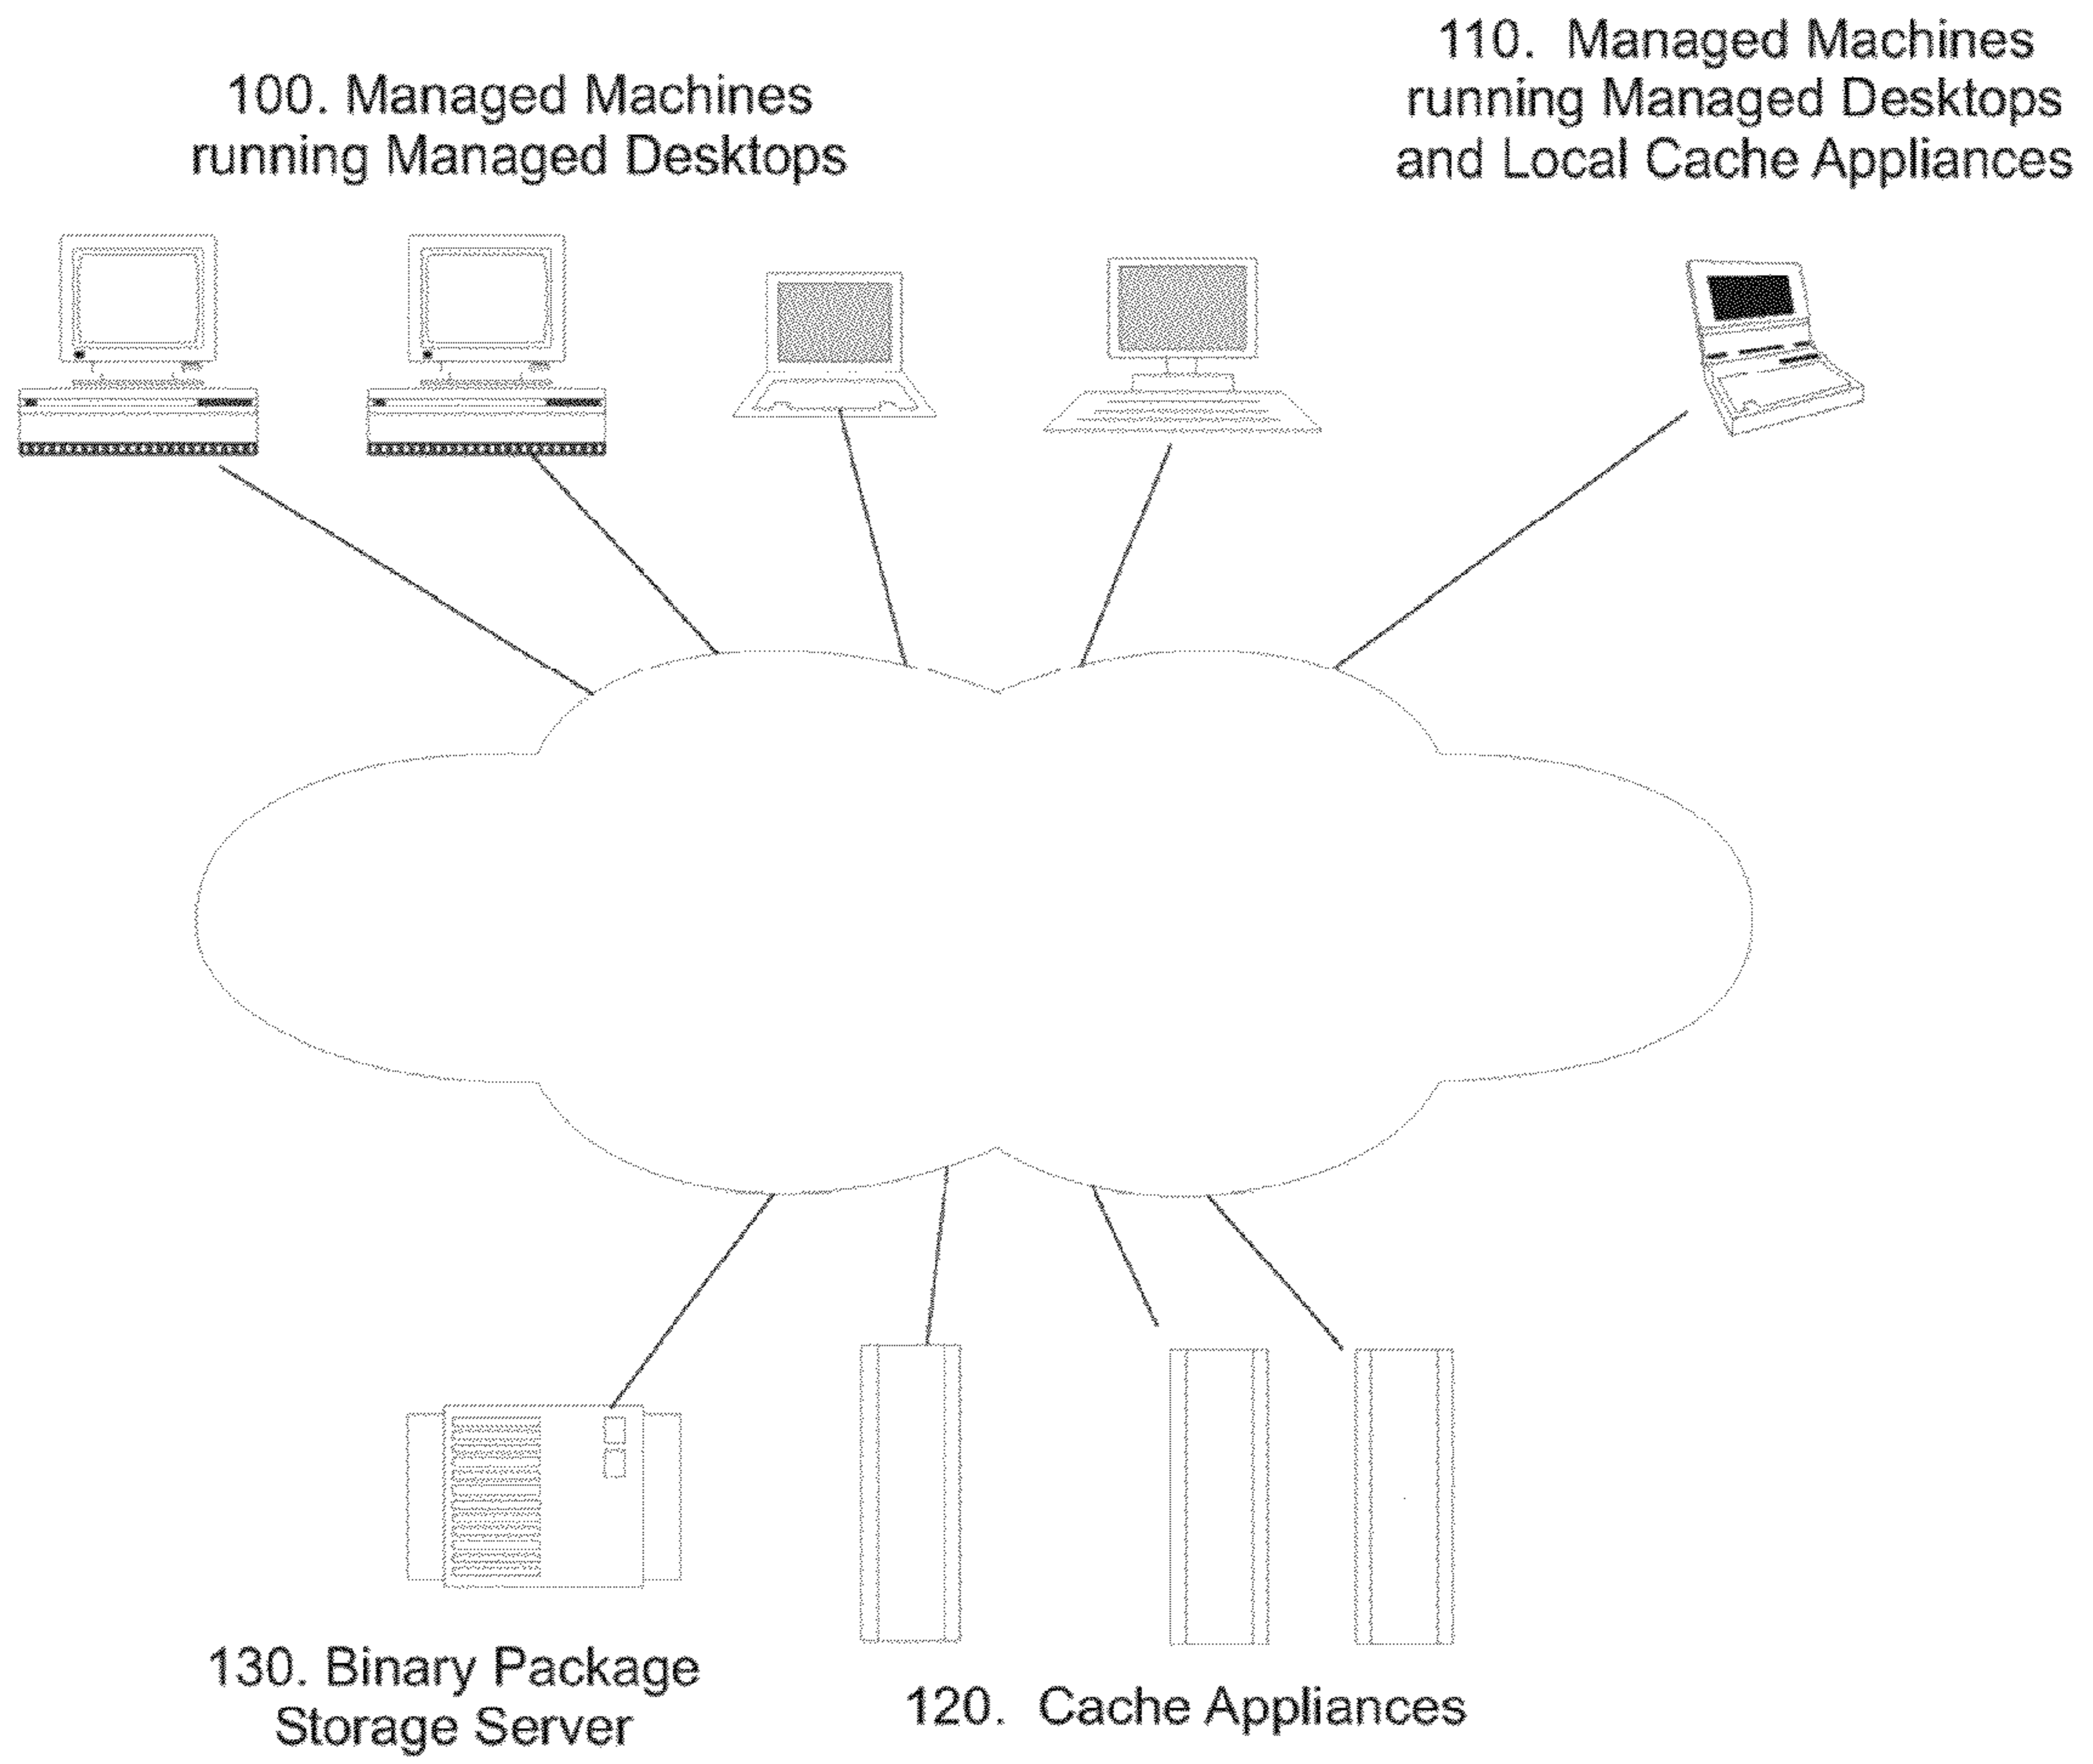 100. Managed Machines
running Managed Desktops
110. Managed Machines
running Managed Desktops
and Local Cache Appliances
130. Binary Package
Storage Server
120. Cache Appliances